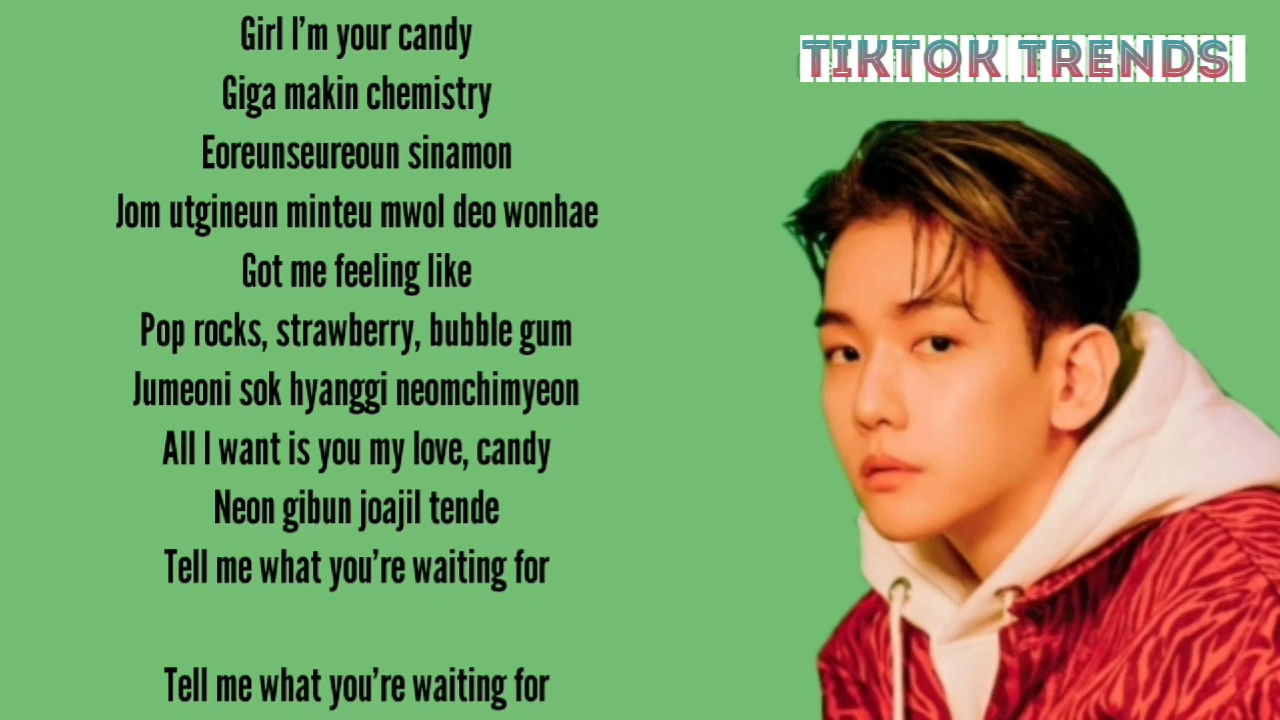 Girl I'm your candy
Giga makin chemistry
Eoreunseureoun sinamon
Jom utgineun minteu mwol deo wonhae
Got me feeling like
Pop rocks, strawberry, bubble gum
Jumeoni sok hyanggi neomchimyeon
All I want is you my love, candy
Neon gibun joajil tende
Tell me what you're waiting for
Tell me what you're waiting for
TIKTOK TRENDS